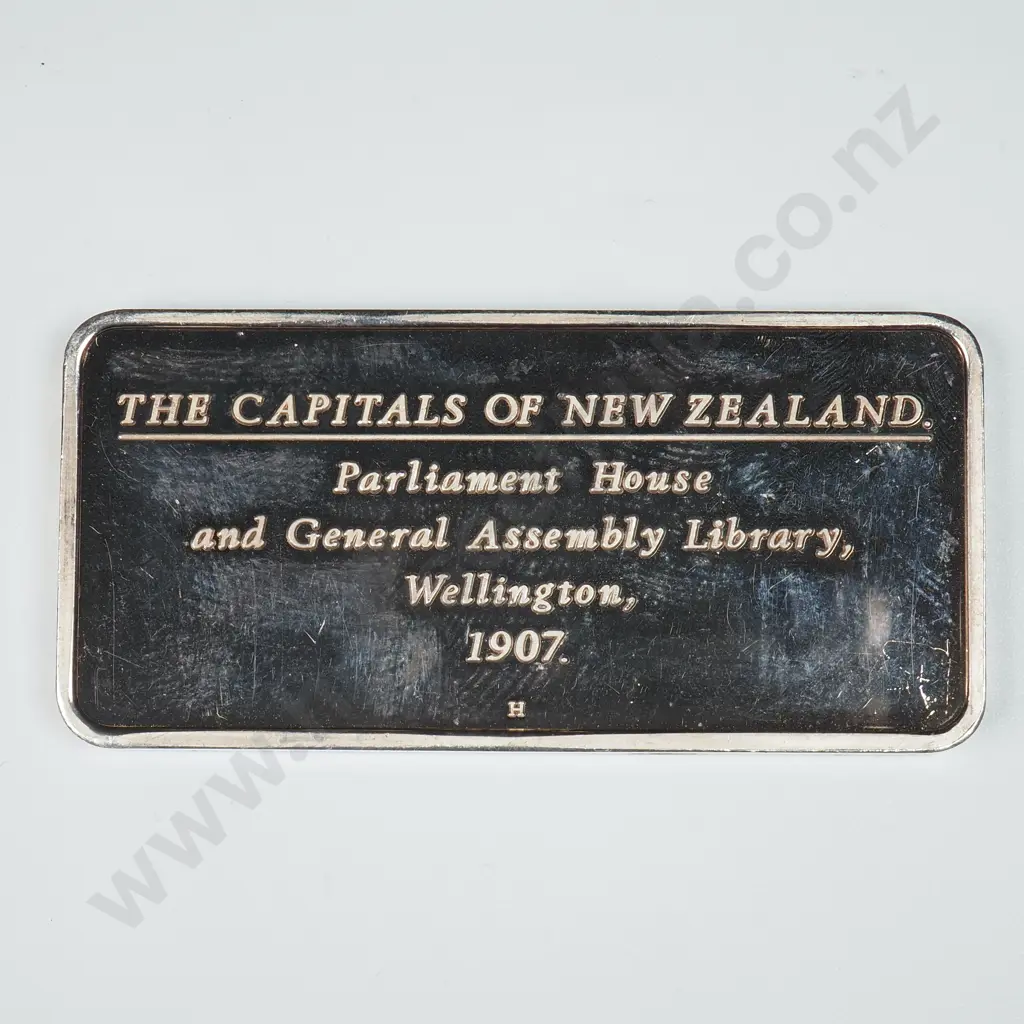 THE CAPITALS OF NEW ZEALAND.
Parliament House
and General Assembly Library,
Wellington,
1907.
H